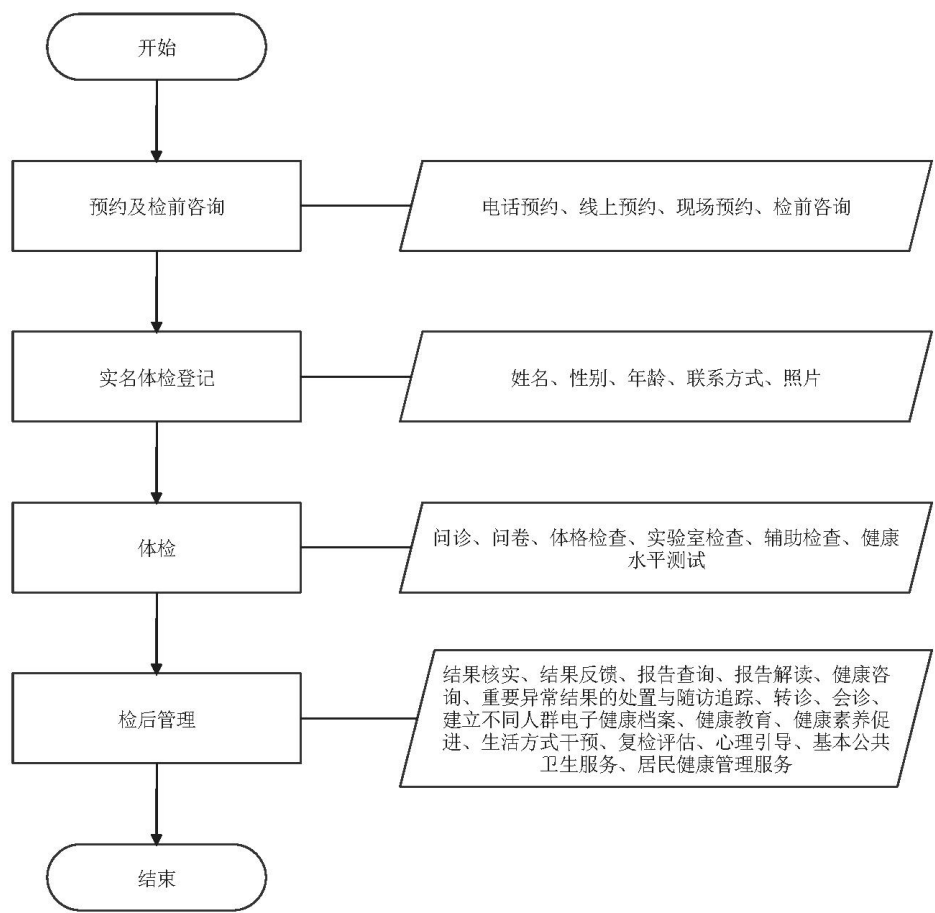 开始
预约及检前咨询
电话预约、线上预约、现场预约、检前咨询
实名体检登记
姓名、性别、年龄、联系方式、照片
体检
问诊、问卷、体格检查、实验室检查、辅助检查、健康
水平测试
检后管理
结果核实、结果反馈、报告查询、报告解读、健康咨
询、重要异常结果的处置与随访追踪、转诊、会诊、
建立不同人群电子健康档案、健康教育、健康素养促
进、生活方式干预、复检评估、心理引导、基本公共
卫生服务、居民健康管理服务
结束